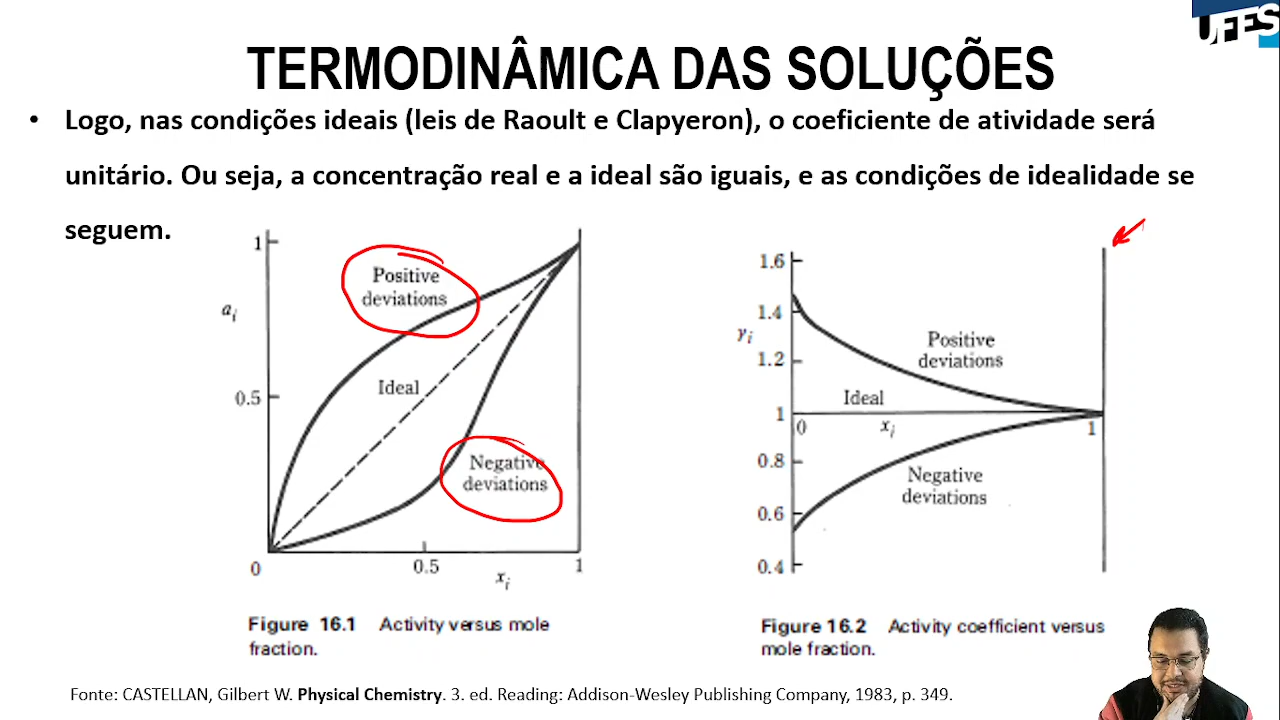 UFES
TERMODINÂMICA DAS SOLUÇÕES
• Logo, nas condições ideais (leis de Raoult e Clapyeron), o coeficiente de atividade será
unitário. Ou seja, a concentração real e a ideal são iguais, e as condições de idealidade se
seguem.
1
Positive
deviations
a_i
Ideal
0.5
Negative
deviations
0
0.5
x_i
1
Figure 16.1 Activity versus mole
fraction.
1.6
1.4
γ_i
1.2
Positive
deviations
Ideal
1
0
x_i
1
0.8
Negative
deviations
0.6
0.4
Figure 16.2 Activity coefficient versus
mole fraction.
Fonte: CASTELLAN, Gilbert W. Physical Chemistry. 3. ed. Reading: Addison-Wesley Publishing Company, 1983, p. 349.